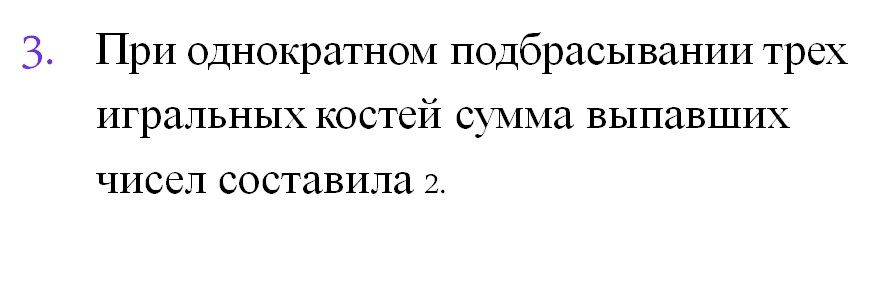 3. При однократном подбрасывании трех
игральных костей сумма выпавших
чисел составила 2.